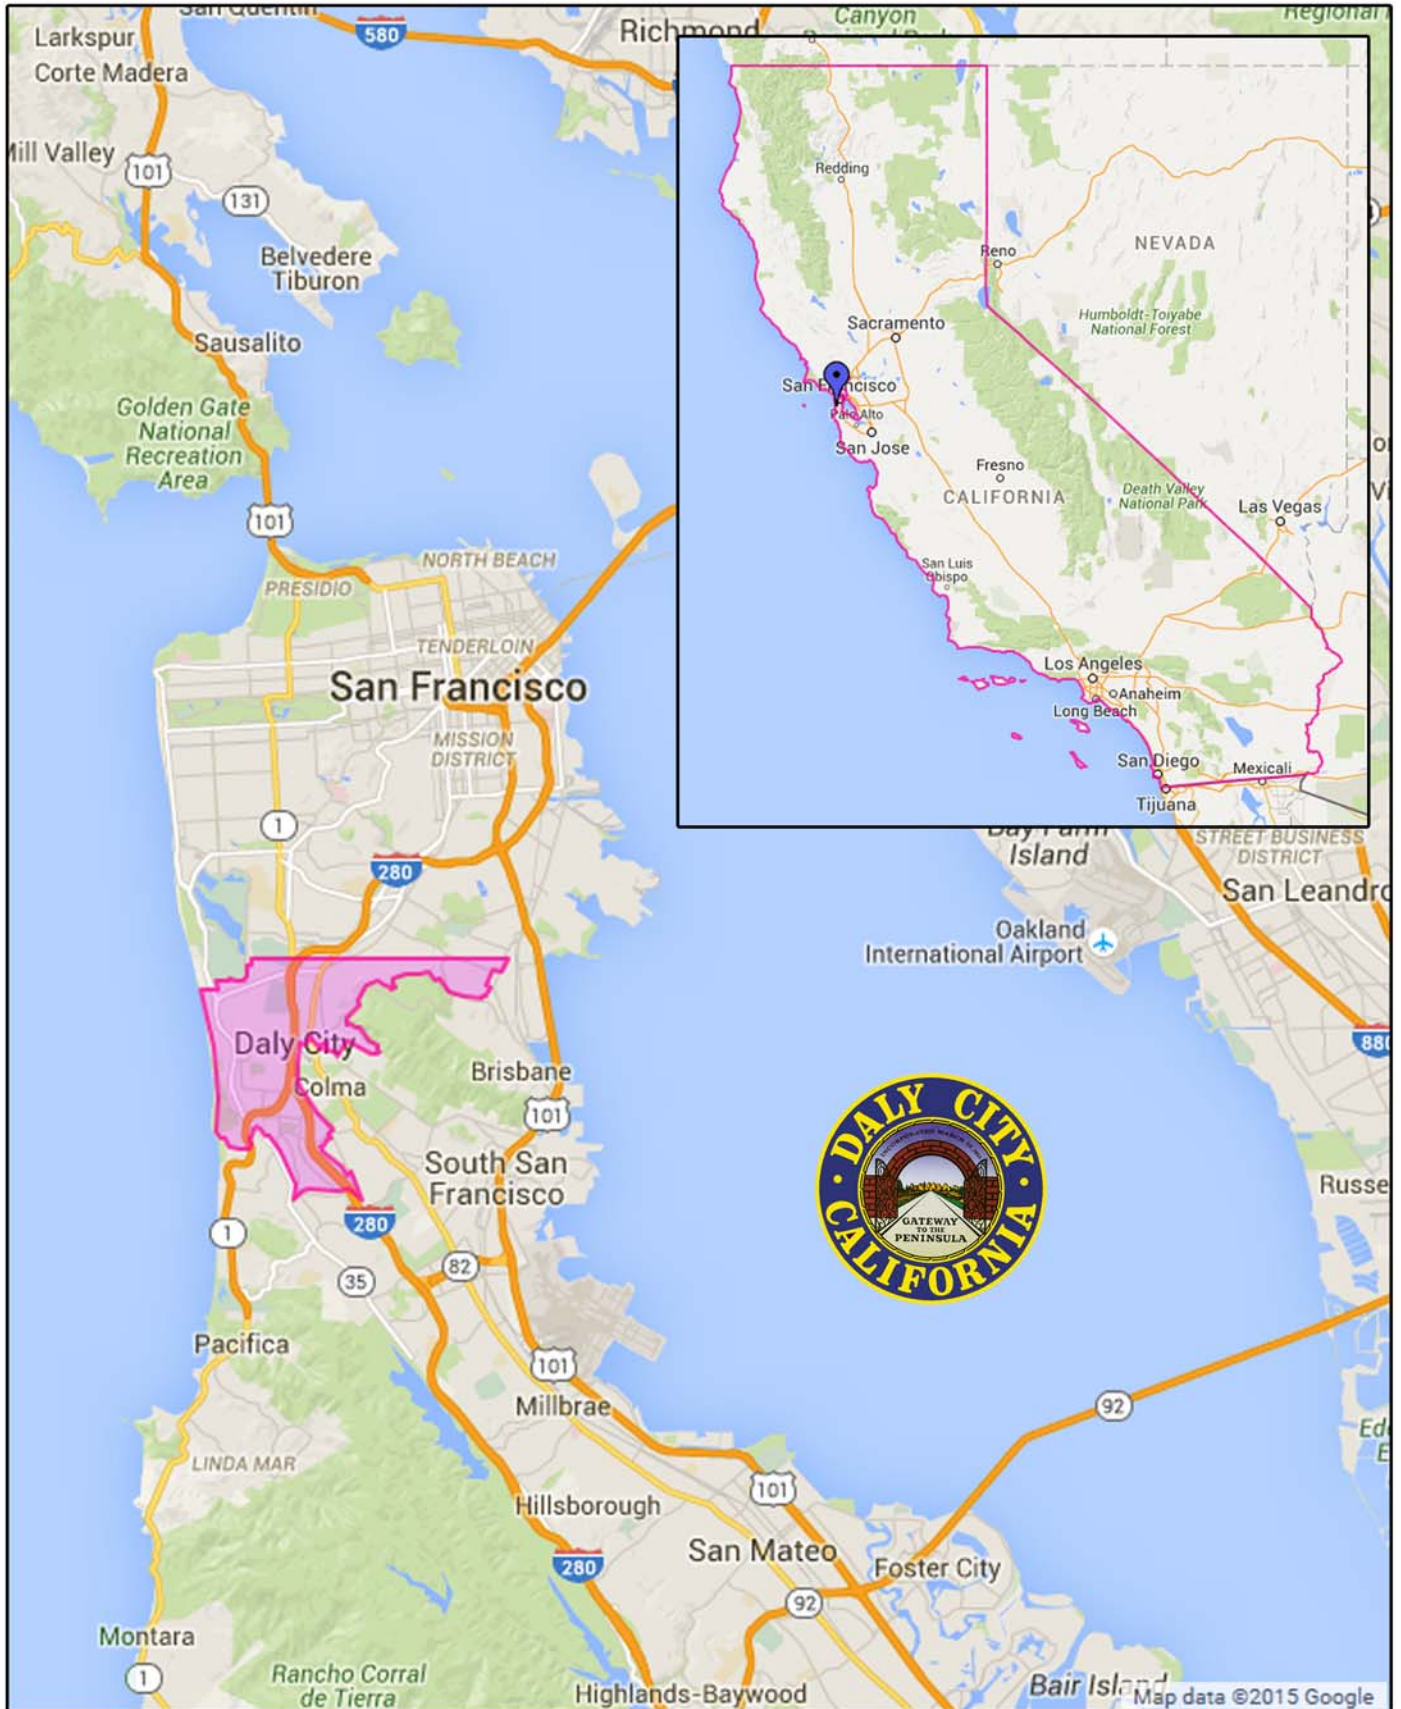 San Quentin
Larkspur
Corte Madera
580
Richmond
Canyon
Mill Valley
101
131
Belvedere
Tiburon
Sausalito
Golden Gate
National
Recreation
Area
101
Redding
Reno
NEVADA
Humboldt-Toiyabe
National Forest
Sacramento
San Francisco
Palo Alto
San Jose
Fresno
CALIFORNIA
Death Valley
National Park
Las Vegas
San Luis
Obispo
Los Angeles
Anaheim
Long Beach
San Diego
Mexicali
Tijuana
NORTH BEACH
PRESIDIO
TENDERLOIN
San Francisco
MISSION
DISTRICT
1
280
Bay Farm
Island
STREET BUSINESS
DISTRICT
San Leandro
Oakland
International Airport
880
Daly City
Colma
Brisbane
101
DALY CITY
CALIFORNIA
GATEWAY
TO THE
PENINSULA
South San
Francisco
Russe
1
280
82
35
Pacifica
101
Millbrae
92
LINDA MAR
101
Hillsborough
San Mateo
280
Foster City
92
Montara
1
Rancho Corral
de Tierra
Highlands-Baywood
Bair Island
Map data ©2015 Google